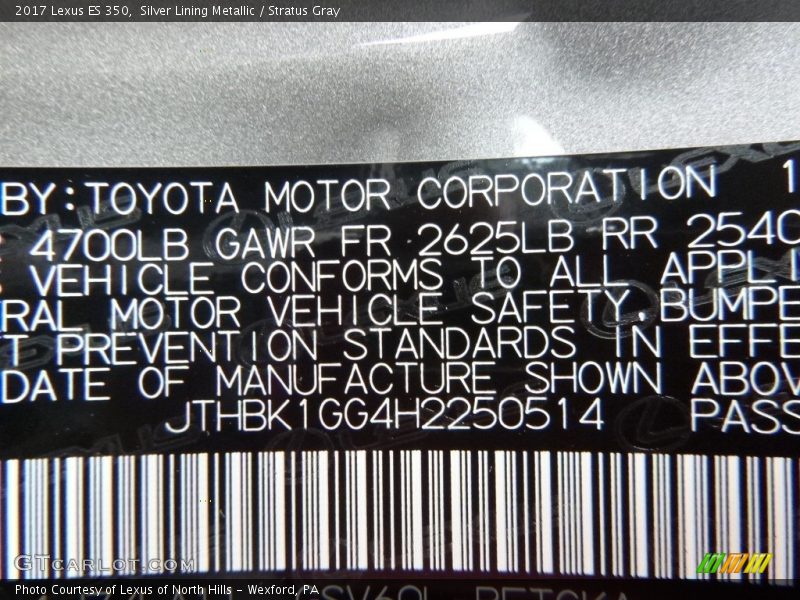 2017 Lexus ES 350, Silver Lining Metallic / Stratus Gray
BY:TOYOTA MOTOR CORPORATION 1
4700LB GAWR FR 2625LB RR 2540
VEHICLE CONFORMS TO ALL APPLI
RAL MOTOR VEHICLE SAFETY,BUMPE
T PREVENTION STANDARDS IN EFFE
DATE OF MANUFACTURE SHOWN ABOV
JTHBK1GG4H2250514 PASS
GTcarlot.com
Photo Courtesy of Lexus of North Hills – Wexford, PA